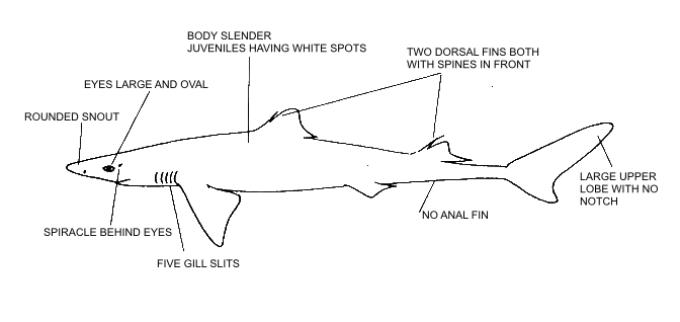 BODY SLENDER
JUVENILES HAVING WHITE SPOTS
TWO DORSAL FINS BOTH
WITH SPINES IN FRONT
EYES LARGE AND OVAL
ROUNDED SNOUT
LARGE UPPER
LOBE WITH NO
NOTCH
NO ANAL FIN
SPIRACLE BEHIND EYES
FIVE GILL SLITS